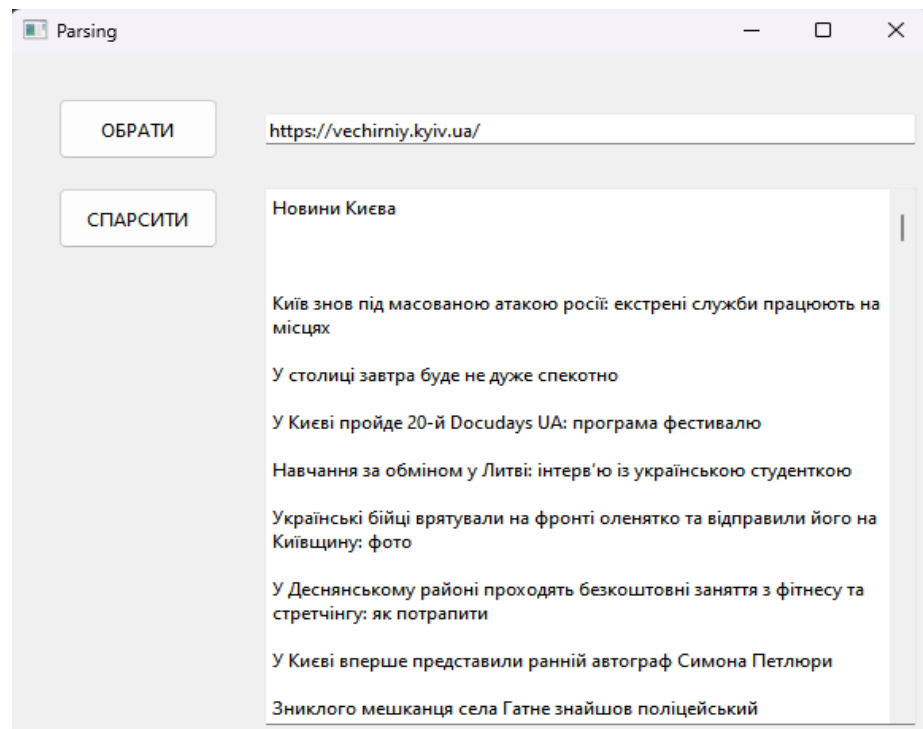 Parsing
ОБРАТИ
https://vechirniy.kyiv.ua/
СПАРСИТИ
Новини Києва
Київ знов під масованою атакою росії: екстрені служби працюють на
місцях
У столиці завтра буде не дуже спекотно
У Києві пройде 20-й Docudays UA: програма фестивалю
Навчання за обміном у Литві: інтерв’ю із українською студенткою
Українські бійці врятували на фронті оленятко та відправили його на
Київщину: фото
У Деснянському районі проходять безкоштовні заняття з фітнесу та
стретчінгу: як потрапити
У Києві вперше представили ранній автограф Симона Петлюри
Зниклого мешканця села Гатне знайшов поліцейський